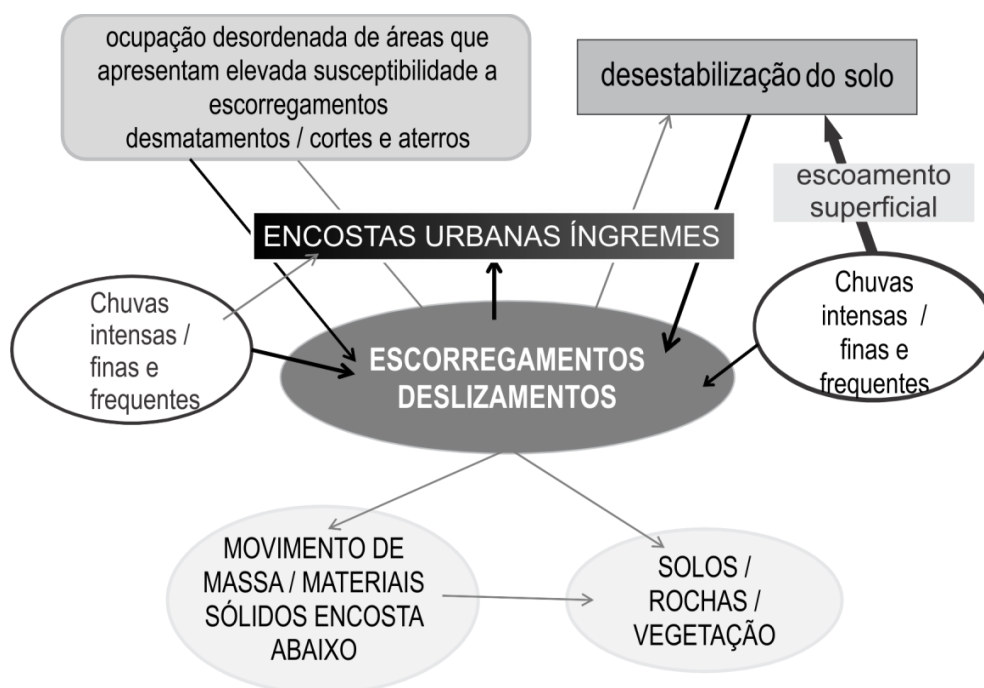 ocupação desordenada de áreas que
apresentam elevada susceptibilidade a
escorregamentos
desmatamentos / cortes e aterros
desestabilização do solo
escoamento
superficial
ENCOSTAS URBANAS ÍNGREMES
Chuvas
intensas /
finas e
frequentes
ESCORREGAMENTOS
DESLIZAMENTOS
Chuvas
intensas /
finas e
frequentes
MOVIMENTO DE
MASSA / MATERIAIS
SÓLIDOS ENCOSTA
ABAIXO
SOLOS /
ROCHAS /
VEGETAÇÃO